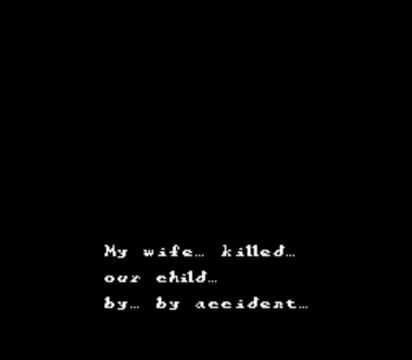 My wife… killed…
our child…
by… by accident…